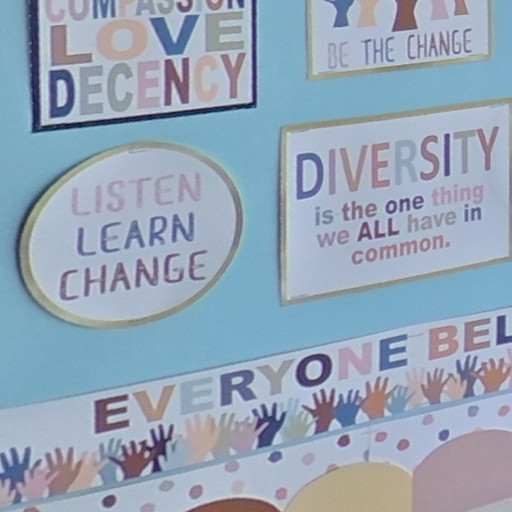 COMPASSION
LOVE
DECENCY
BE THE CHANGE
LISTEN
LEARN
CHANGE
DIVERSITY
is the one thing
we ALL have in
common.
EVERYONE BEL